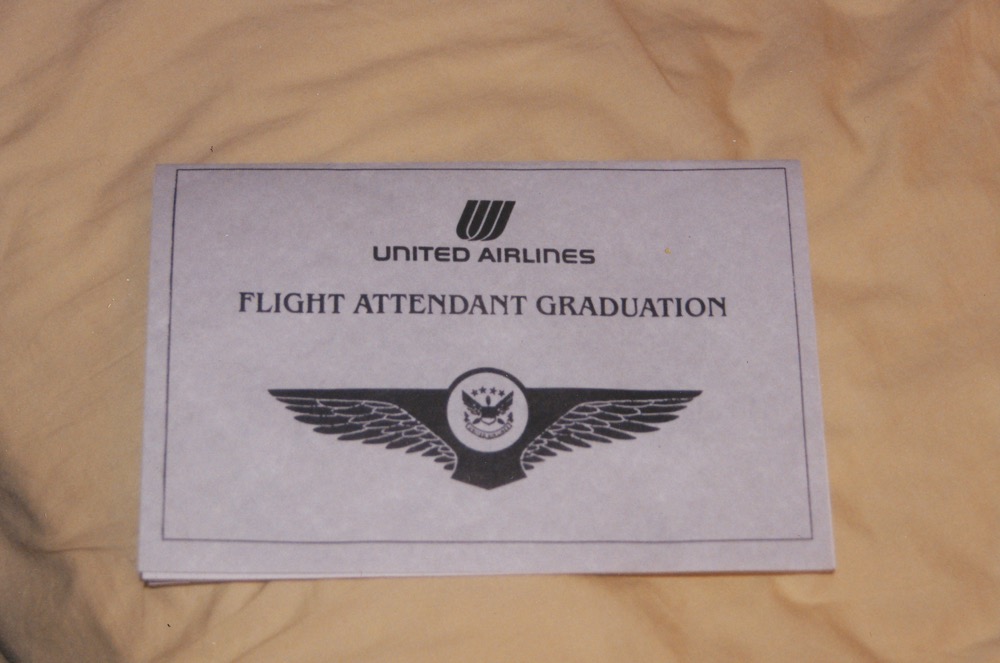 UNITED AIRLINES
FLIGHT ATTENDANT GRADUATION